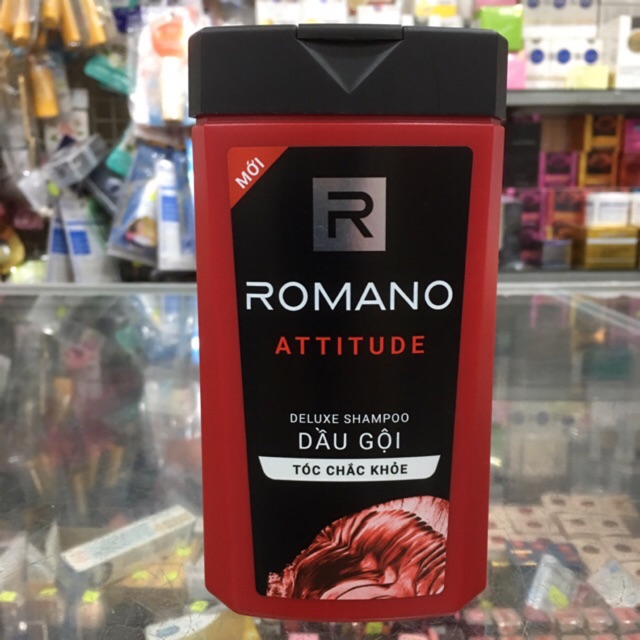 MỚI
R
ROMANO
ATTITUDE
DELUXE SHAMPOO
DẦU GỘI
TÓC CHẮC KHỎE